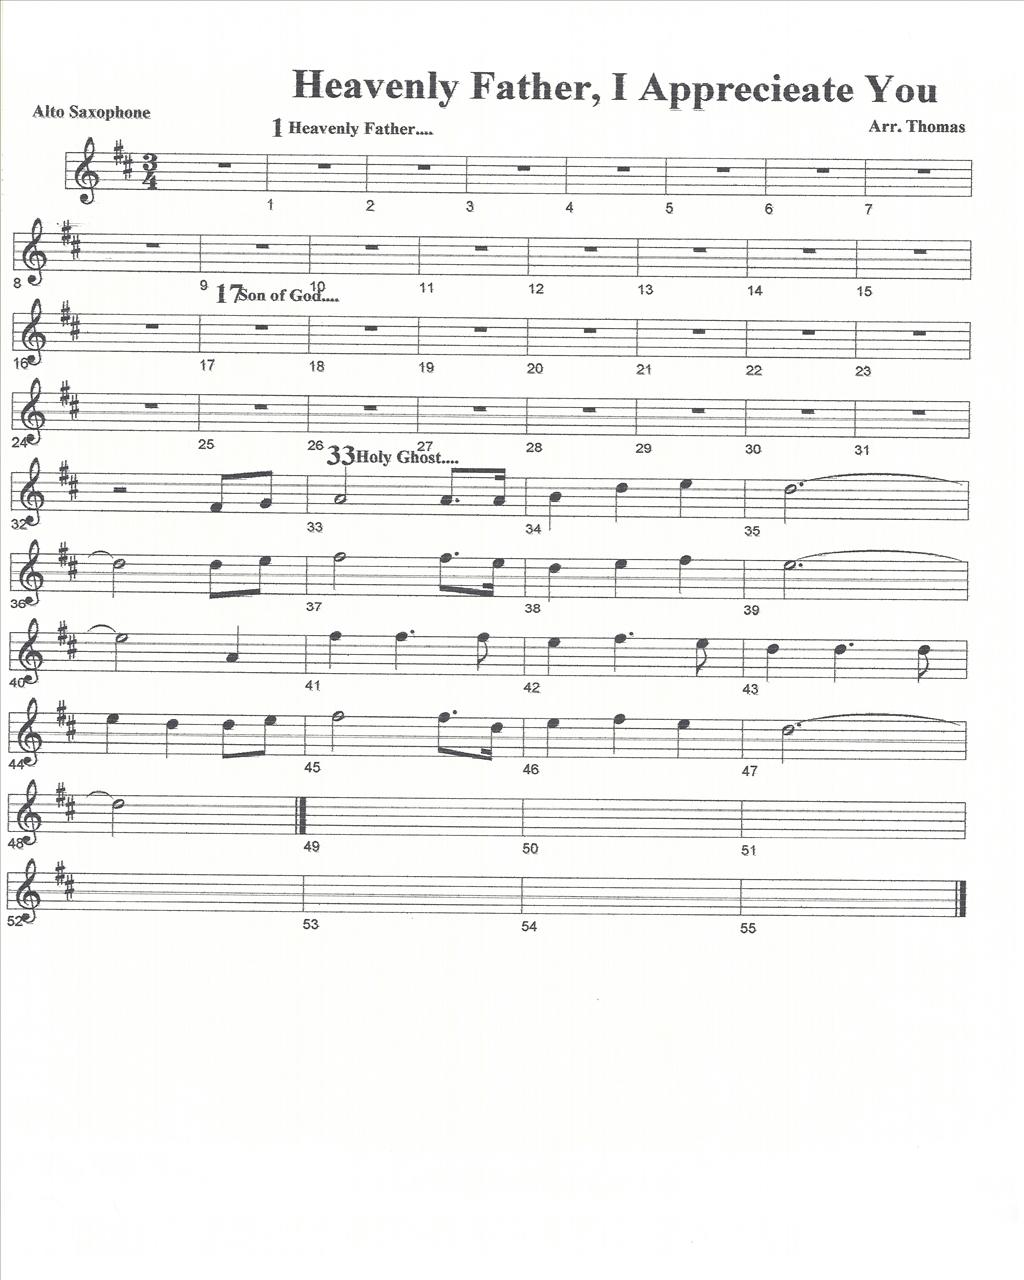 Heavenly Father, I Apprecieate You
Alto Saxophone
1 Heavenly Father....
Arr. Thomas
3
4
1 2 3 4 5 6 7
8 9 10 11 12 13 14 15
17 Son of God....
16 17 18 19 20 21 22 23
24 25 26 27 28 29 30 31
33 Holy Ghost....
32 33 34 35
36 37 38 39
40 41 42 43
44 45 46 47
48 49 50 51
52 53 54 55